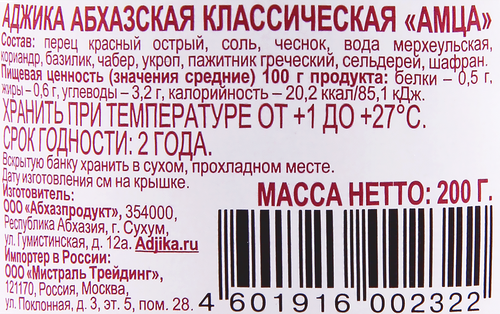 АДЖИКА АБХАЗСКАЯ КЛАССИЧЕСКАЯ «АМЦА»
Состав: перец красный острый, соль, чеснок, вода мерхеульская,
кориандр, базилик, чабер, укроп, пажитник греческий, сельдерей, шафран.
Пищевая ценность (значения средние) 100 г продукта: белки – 0,5 г,
жиры – 0,6 г, углеводы – 3,2 г, калорийность – 20,2 ккал/85,1 кДж.
ХРАНИТЬ ПРИ ТЕМПЕРАТУРЕ ОТ +1 ДО +27°С.
СРОК ГОДНОСТИ: 2 ГОДА.
Вскрытую банку хранить в сухом, прохладном месте.
Дата изготовления см на крышке.
Изготовитель:
ООО «Абхазпродукт», 354000,
Республика Абхазия, г. Сухум,
ул. Гумистинская, д. 12а. Adjika.ru
Импортер в России:
ООО «Мистраль Трейдинг»,
121170, Россия, Москва,
ул. Поклонная, д. 3, эт. 5, пом. 28.
МАССА НЕТТО: 200 Г.
4 601916 002322